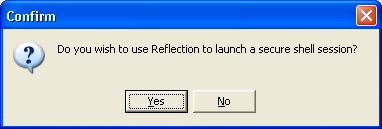 Confirm
Do you wish to use Reflection to launch a secure shell session?
Yes No